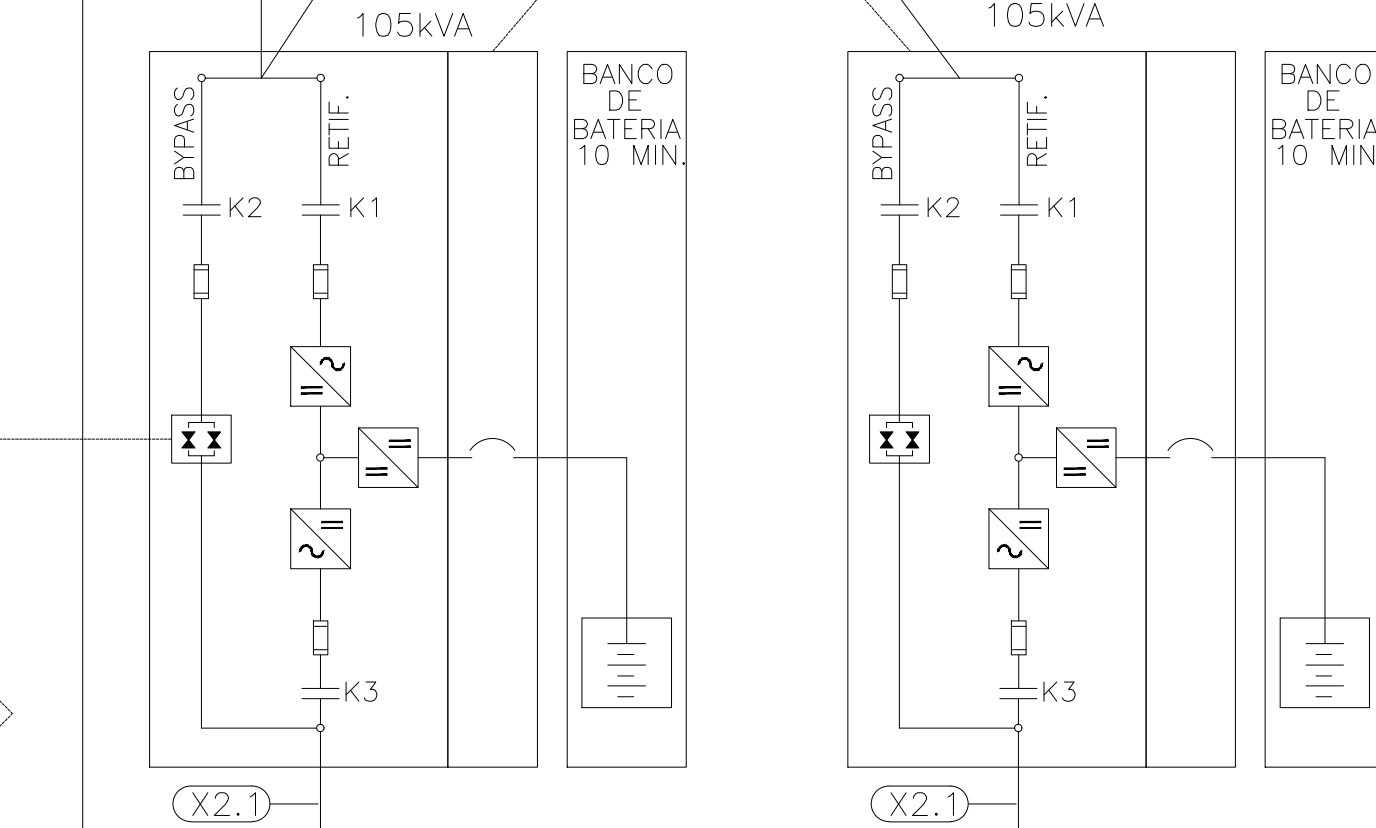 105kVA
BYPASS
RETIF.
K2
K1
K3
X2.1
BANCO
DE
BATERIA
10 MIN.
105kVA
BYPASS
RETIF.
K2
K1
K3
X2.1
BANCO
DE
BATERIA
10 MIN